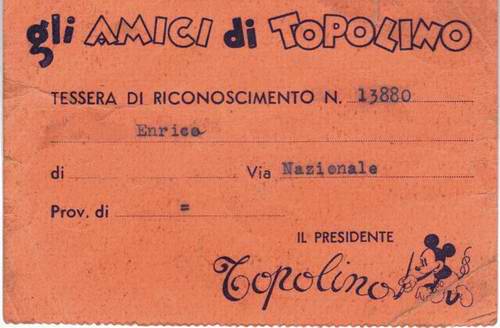 gli AMICI di TOPOLINO
TESSERA DI RICONOSCIMENTO N. 13880
Enrico
di Via Nazionale
Prov. di =
IL PRESIDENTE
Topolino